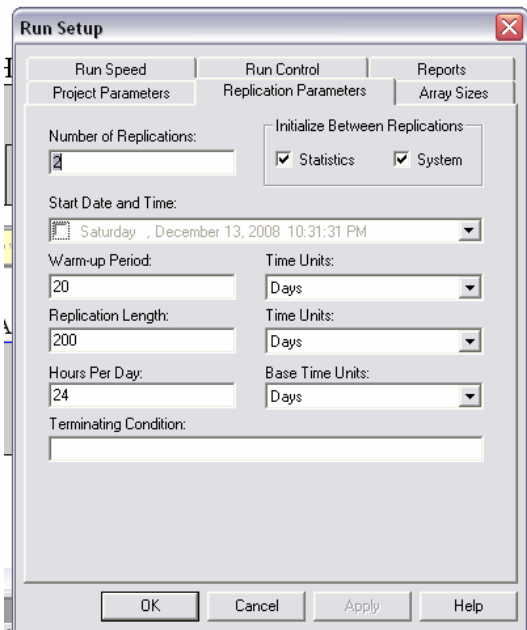 Run Setup
Run Speed Run Control Reports
Project Parameters Replication Parameters Array Sizes
Number of Replications:
2
Initialize Between Replications
Statistics System
Start Date and Time:
Saturday , December 13, 2008 10:31:31 PM
Warm-up Period: Time Units:
20 Days
Replication Length: Time Units:
200 Days
Hours Per Day: Base Time Units:
24 Days
Terminating Condition:
OK Cancel Apply Help